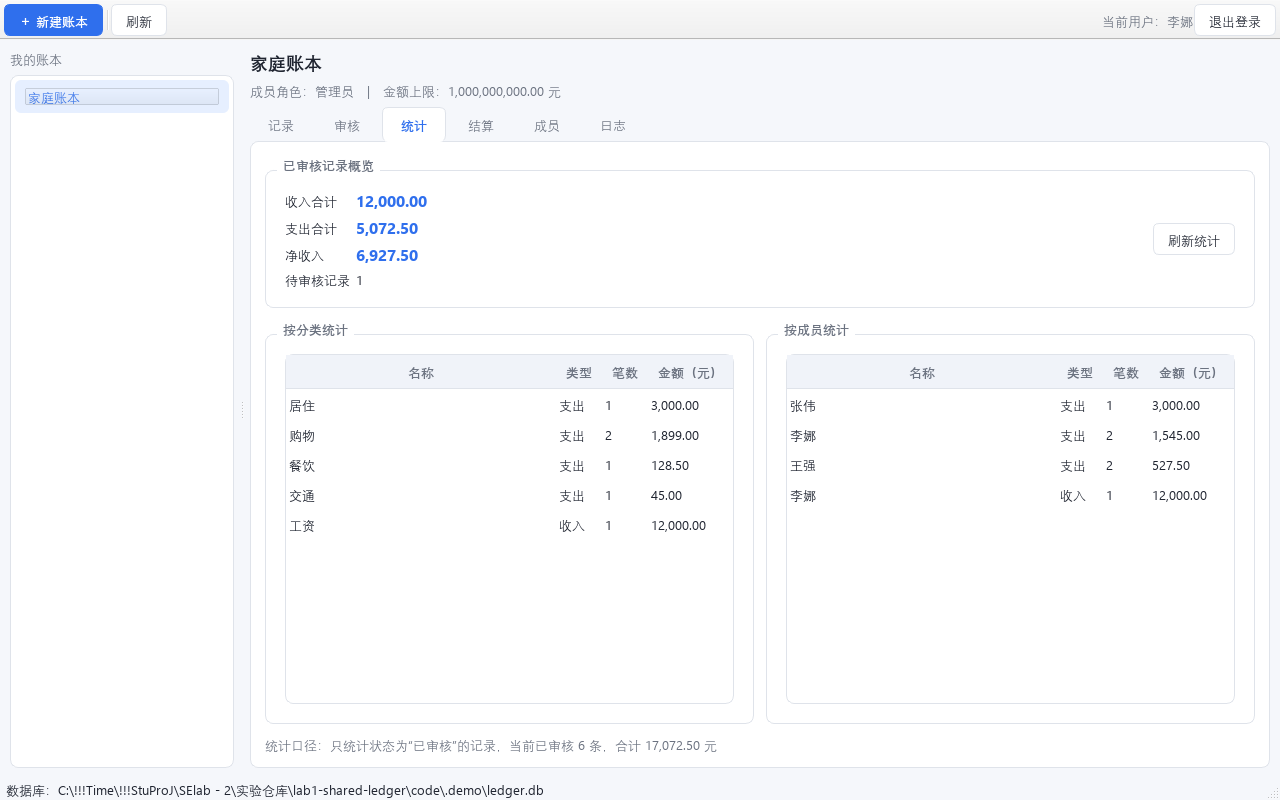 + 新建账本 刷新 当前用户: 李娜 退出登录
我的账本
家庭账本
家庭账本
成员角色: 管理员 | 金额上限: 1,000,000,000.00 元
记录 审核 统计 结算 成员 日志
已审核记录概览
收入合计 12,000.00
支出合计 5,072.50
净收入 6,927.50
待审核记录 1
刷新统计
按分类统计
名称 类型 笔数 金额（元）
居住 支出 1 3,000.00
购物 支出 2 1,899.00
餐饮 支出 1 128.50
交通 支出 1 45.00
工资 收入 1 12,000.00
按成员统计
名称 类型 笔数 金额（元）
张伟 支出 1 3,000.00
李娜 支出 2 1,545.00
王强 支出 2 527.50
李娜 收入 1 12,000.00
统计口径: 只统计状态为“已审核”的记录，当前已审核 6 条，合计 17,072.50 元
数据库: C:\!!!Time\!!!StuProJ\SElab - 2\实验仓库\lab1-shared-ledger\code\.demo\ledger.db